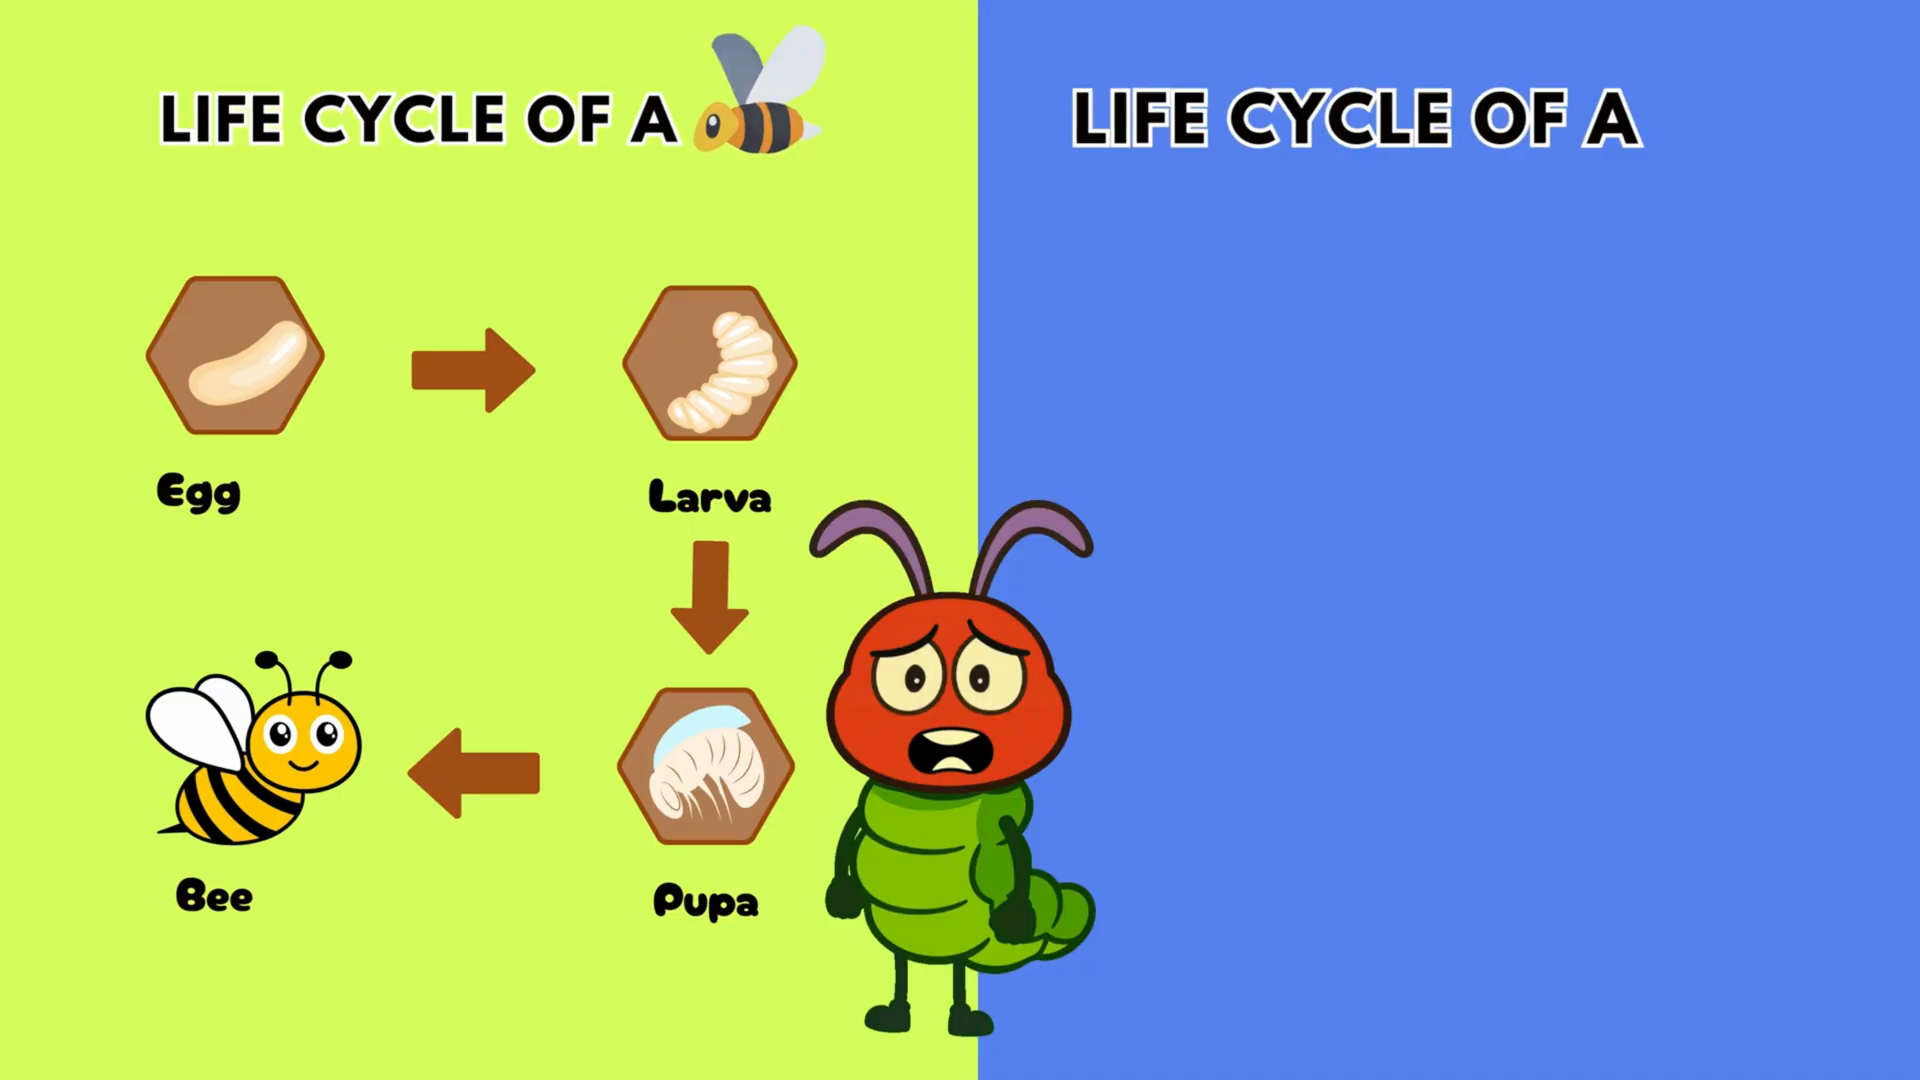 LIFE CYCLE OF A
LIFE CYCLE OF A
Egg
Larva
Bee
Pupa